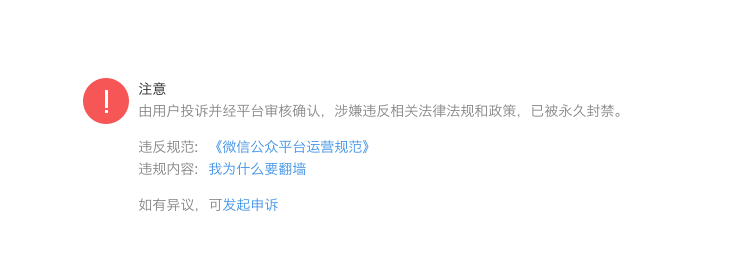 注意
由用户投诉并经平台审核确认，涉嫌违反相关法律法规和政策，已被永久封禁。
违反规范：《微信公众平台运营规范》
违规内容：我为什么要翻墙
如有异议，可发起申诉